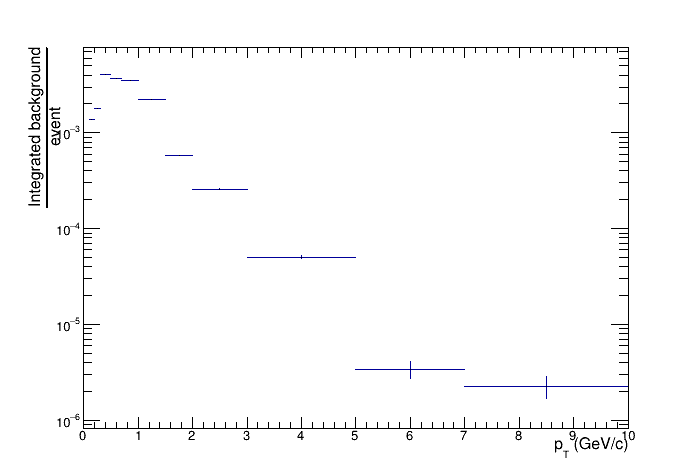 Integrated background
event
10⁻³
10⁻⁴
10⁻⁵
10⁻⁶
0 1 2 3 4 5 6 7 8 9 10
p_T (GeV/c)